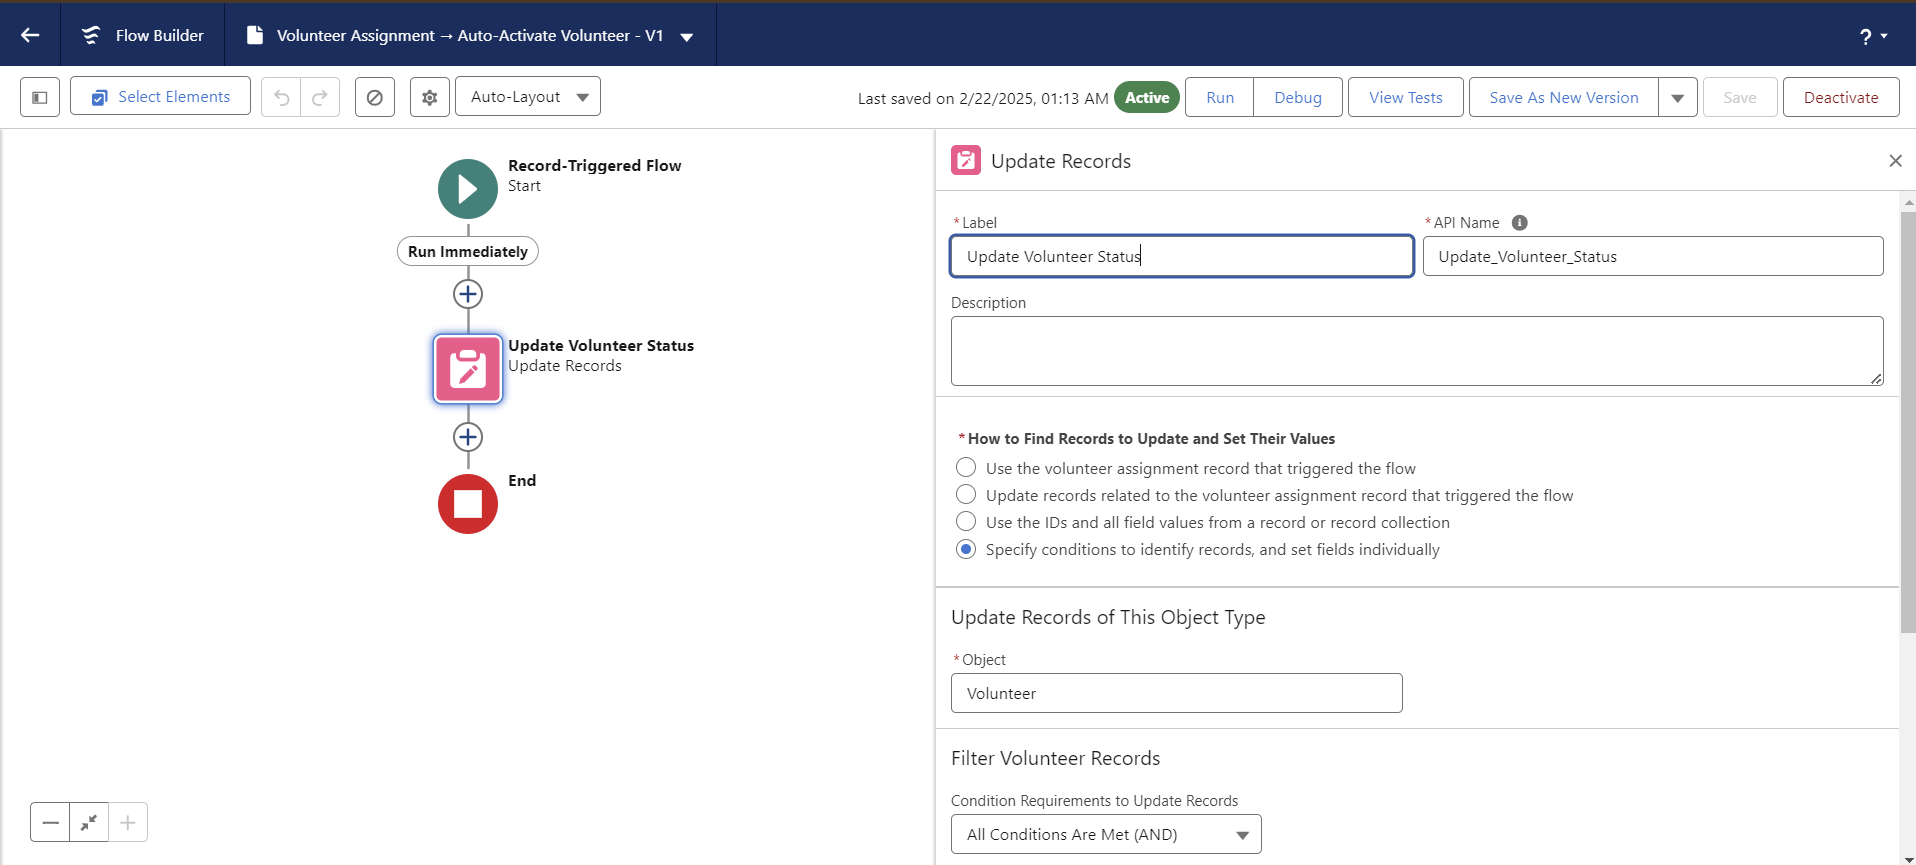 Flow Builder
Volunteer Assignment → Auto-Activate Volunteer - V1
?
Select Elements
Auto-Layout
Last saved on 2/22/2025, 01:13 AM
Active
Run
Debug
View Tests
Save As New Version
Save
Deactivate
Record-Triggered Flow
Start
Run Immediately
Update Volunteer Status
Update Records
End
Update Records
*Label
Update Volunteer Status
*API Name
Update_Volunteer_Status
Description
*How to Find Records to Update and Set Their Values
Use the volunteer assignment record that triggered the flow
Update records related to the volunteer assignment record that triggered the flow
Use the IDs and all field values from a record or record collection
Specify conditions to identify records, and set fields individually
Update Records of This Object Type
*Object
Volunteer
Filter Volunteer Records
Condition Requirements to Update Records
All Conditions Are Met (AND)